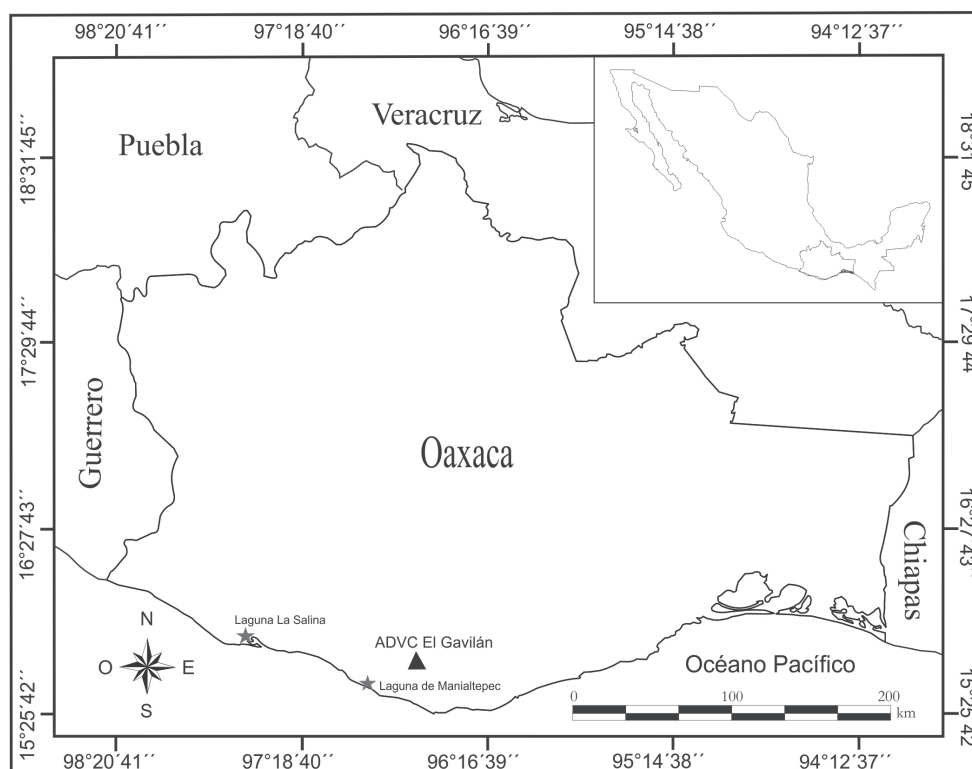 98°20´41´´ 97°18´40´´ 96°16´39´´ 95°14´38´´ 94°12´37´´
18°31´45´´
17°29´44´´
16°27´43´´
15°25´42´´
Puebla
Veracruz
Guerrero
Oaxaca
Chiapas
Laguna La Salina
ADVC El Gavilán
Laguna de Manialtepec
Océano Pacífico
N
O E
S
0 100 200
km
18°31´45
17°29´44
16°27´43´´
15°25´42
98°20´41´´ 97°18´40´´ 96°16´39´´ 95°14´38´´ 94°12´37´´